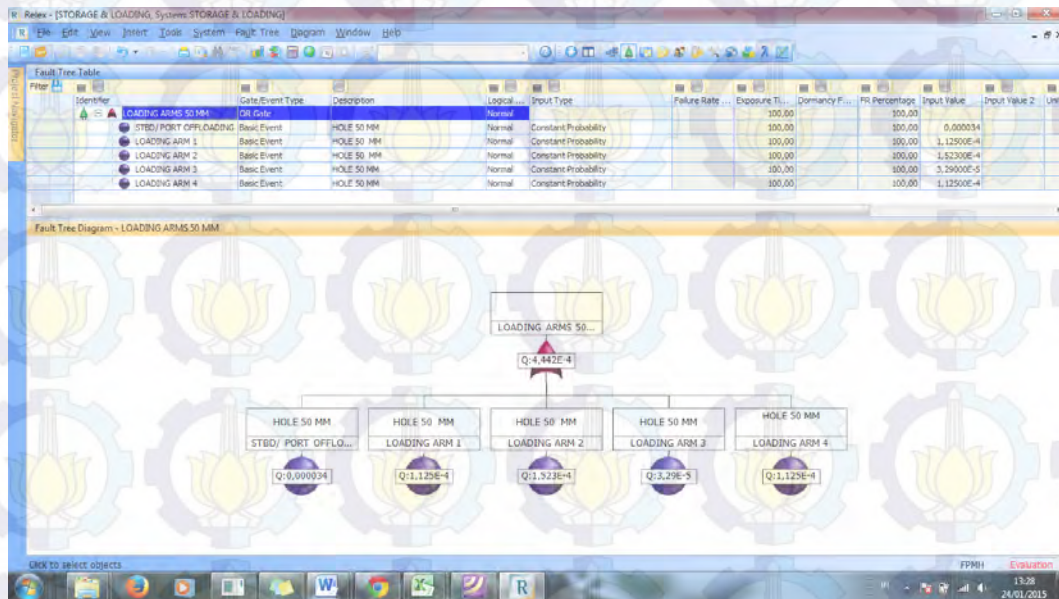 Relex - [STORAGE & LOADING, System: STORAGE & LOADING]
File Edit View Insert Tools System Fault Tree Diagram Window Help
Project Navigator
Fault Tree Table
Filter
Identifier Gate/Event Type Description Logical ... Input Type Failure Rate ... Exposure Ti... Dormancy F... FR Percentage Input Value Input Value 2
LOADING ARMS 50 MM OR Gate Normal 100,00 100,00
STBD/ PORT OFFLOADING Basic Event HOLE 50 MM Normal Constant Probability 100,00 100,00 0,000034
LOADING ARM 1 Basic Event HOLE 50 MM Normal Constant Probability 100,00 100,00 1,12500E-4
LOADING ARM 2 Basic Event HOLE 50 MM Normal Constant Probability 100,00 100,00 1,52300E-4
LOADING ARM 3 Basic Event HOLE 50 MM Normal Constant Probability 100,00 100,00 3,29000E-5
LOADING ARM 4 Basic Event HOLE 50 MM Normal Constant Probability 100,00 100,00 1,12500E-4
Fault Tree Diagram - LOADING ARMS 50 MM
LOADING ARMS 50...
Q:4,442E-4
HOLE 50 MM HOLE 50 MM HOLE 50 MM HOLE 50 MM HOLE 50 MM
STBD/ PORT OFFLO... LOADING ARM 1 LOADING ARM 2 LOADING ARM 3 LOADING ARM 4
Q:0,000034 Q:1,125E-4 Q:1,523E-4 Q:3,29E-5 Q:1,125E-4
Click to select objects FPMH Evaluation
13:28
24/01/2015